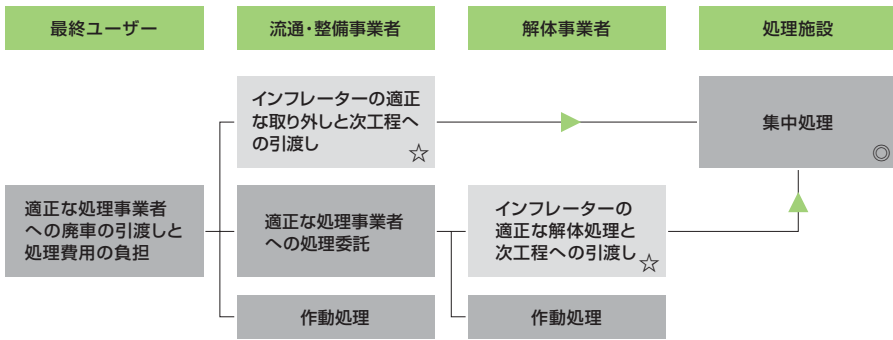 最終ユーザー
流通・整備事業者
解体事業者
処理施設
インフレーターの適正
な取り外しと次工程へ
の引渡し
☆
集中処理
◎
適正な処理事業者
への廃車の引渡しと
処理費用の負担
適正な処理事業者
への処理委託
インフレーターの
適正な解体処理と
次工程への引渡し
☆
作動処理
作動処理